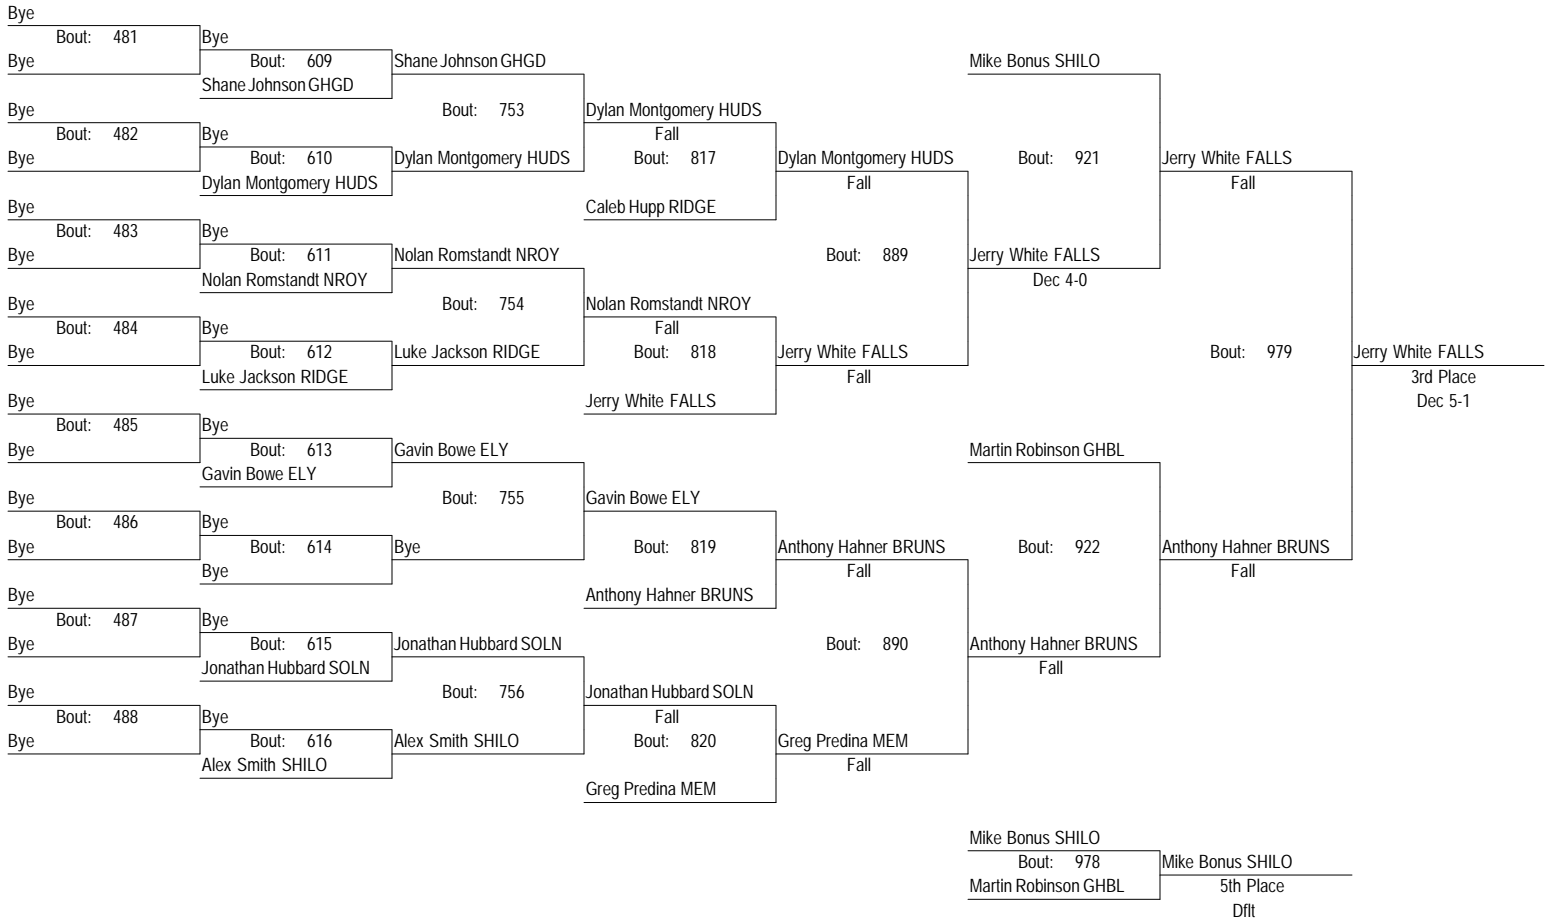 Bye
Bout: 481 Bye
Bye Bout: 609 Shane Johnson GHGD Mike Bonus SHILO
Shane Johnson GHGD
Bye Bout: 753 Dylan Montgomery HUDS
Bout: 482 Bye Fall
Bye Bout: 610 Dylan Montgomery HUDS Bout: 817 Dylan Montgomery HUDS Bout: 921 Jerry White FALLS
Dylan Montgomery HUDS Fall Fall
Bye Caleb Hupp RIDGE
Bout: 483 Bye
Bye Bout: 611 Nolan Romstandt NROY Bout: 889 Jerry White FALLS
Nolan Romstandt NROY Dec 4-0
Bye Bout: 754 Nolan Romstandt NROY
Bout: 484 Bye Fall
Bye Bout: 612 Luke Jackson RIDGE Bout: 818 Jerry White FALLS Bout: 979 Jerry White FALLS
Luke Jackson RIDGE Fall 3rd Place
Bye Jerry White FALLS Dec 5-1
Bout: 485 Bye
Bye Bout: 613 Gavin Bowe ELY Martin Robinson GHBL
Gavin Bowe ELY
Bye Bout: 755 Gavin Bowe ELY
Bout: 486 Bye
Bye Bout: 614 Bye Bout: 819 Anthony Hahner BRUNS Bout: 922 Anthony Hahner BRUNS
Bye Fall Fall
Bye Anthony Hahner BRUNS
Bout: 487 Bye
Bye Bout: 615 Jonathan Hubbard SOLN Bout: 890 Anthony Hahner BRUNS
Jonathan Hubbard SOLN Fall
Bye Bout: 756 Jonathan Hubbard SOLN
Bout: 488 Bye Fall
Bye Bout: 616 Alex Smith SHILO Bout: 820 Greg Predina MEM
Alex Smith SHILO Fall
Greg Predina MEM
Mike Bonus SHILO
Bout: 978 Mike Bonus SHILO
Martin Robinson GHBL 5th Place
Dflt